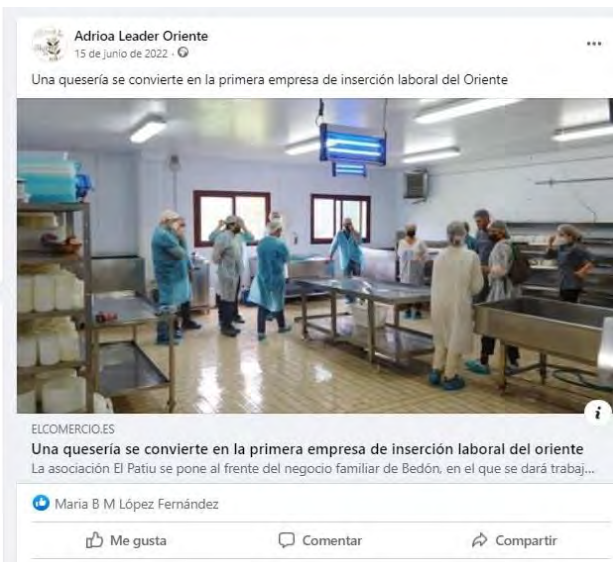 Adrioa Leader Oriente
15 de junio de 2022 ·
Una quesería se convierte en la primera empresa de inserción laboral del Oriente
ELCOMERCIO.ES
Una quesería se convierte en la primera empresa de inserción laboral del oriente
La asociación El Patiu se pone al frente del negocio familiar de Bedón, en el que se dará trabaj...
Maria B M López Fernández
Me gusta Comentar Compartir